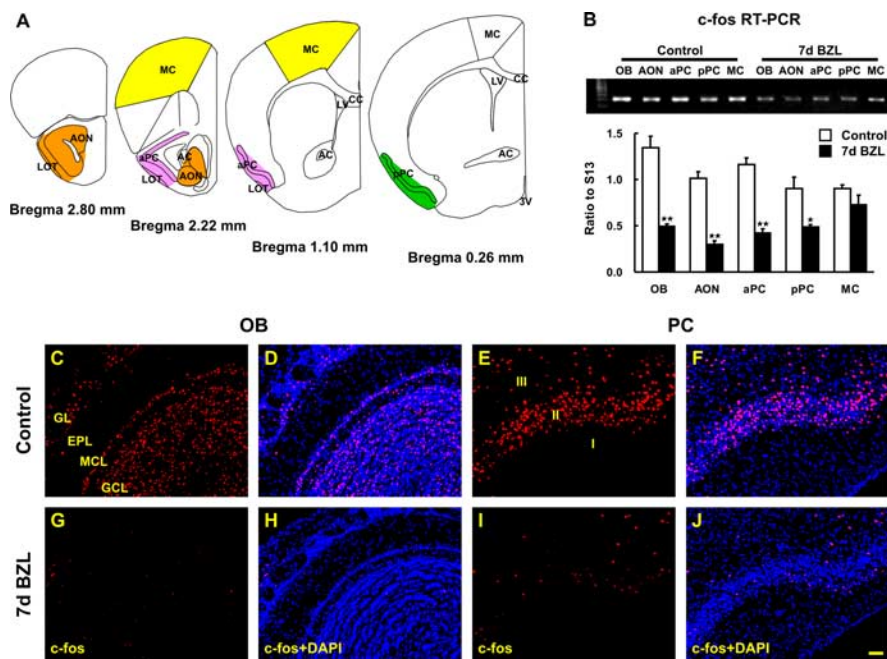 A
MC
AON
LOT
Bregma 2.80 mm
MC
aPC
AC
LOT
AON
Bregma 2.22 mm
MC
LV
CC
AC
aPC
LOT
Bregma 1.10 mm
MC
LV
CC
AC
pPC
3V
Bregma 0.26 mm
B
c-fos RT-PCR
Control 7d BZL
OB AON aPC pPC MC OB AON aPC pPC MC
Ratio to S13
1.5
1.0
0.5
0.0
Control
7d BZL
** ** ** *
OB AON aPC pPC MC
OB PC
Control
C
GL
EPL
MCL
GCL
D
E
III
II
I
F
7d BZL
G
c-fos
H
c-fos+DAPI
I
c-fos
J
c-fos+DAPI